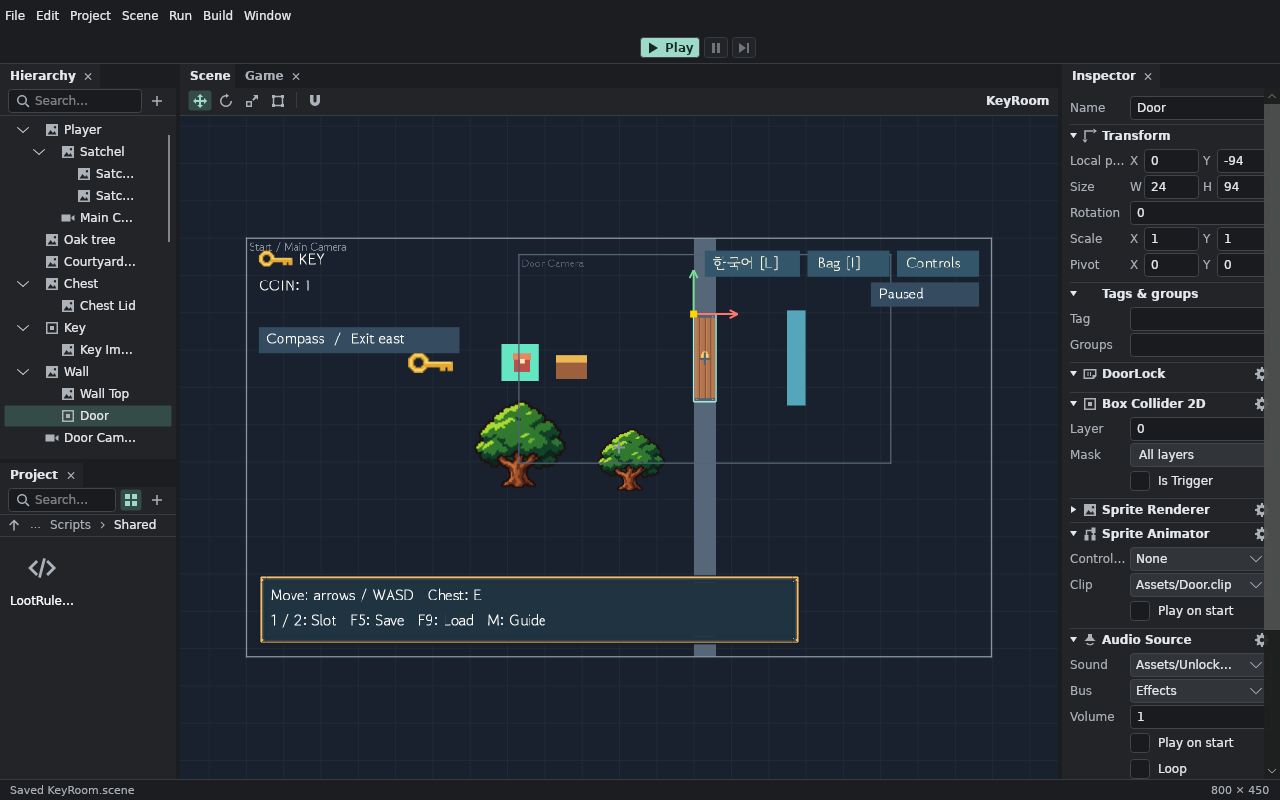 File Edit Project Scene Run Build Window
Play
Hierarchy
Search...
Player
Satchel
Satc...
Satc...
Main C...
Oak tree
Courtyard...
Chest
Chest Lid
Key
Key Im...
Wall
Wall Top
Door
Door Cam...
Project
Search...
... Scripts > Shared
LootRule...
Scene Game
KeyRoom
Start / Main Camera
KEY
COIN: 1
Door Camera
한국어 [L] Bag [I] Controls
Paused
Compass / Exit east
Move: arrows / WASD Chest: E
1 / 2: Slot F5: Save F9: Load M: Guide
Inspector
Name Door
Transform
Local p... X 0 Y -94
Size W 24 H 94
Rotation 0
Scale X 1 Y 1
Pivot X 0 Y 0
Tags & groups
Tag
Groups
DoorLock
Box Collider 2D
Layer 0
Mask All layers
Is Trigger
Sprite Renderer
Sprite Animator
Control... None
Clip Assets/Door.clip
Play on start
Audio Source
Sound Assets/Unlock...
Bus Effects
Volume 1
Play on start
Loop
Saved KeyRoom.scene
800 × 450